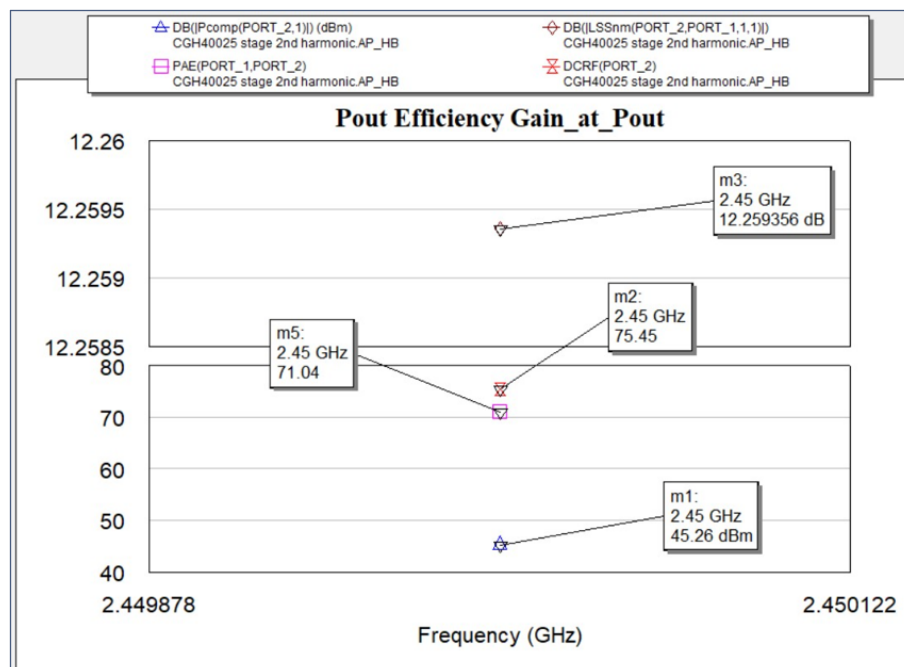 DB(|Pcomp(PORT_2,1)|) (dBm)
CGH40025 stage 2nd harmonic.AP_HB
DB(|LSSnm(PORT_2,PORT_1,1,1)|)
CGH40025 stage 2nd harmonic.AP_HB
PAE(PORT_1,PORT_2)
CGH40025 stage 2nd harmonic.AP_HB
DCRF(PORT_2)
CGH40025 stage 2nd harmonic.AP_HB
Pout Efficiency Gain_at_Pout
12.26
12.2595
12.259
12.2585
m3:
2.45 GHz
12.259356 dB
m2:
2.45 GHz
75.45
m5:
2.45 GHz
71.04
80
70
60
50
40
m1:
2.45 GHz
45.26 dBm
2.449878
2.450122
Frequency (GHz)